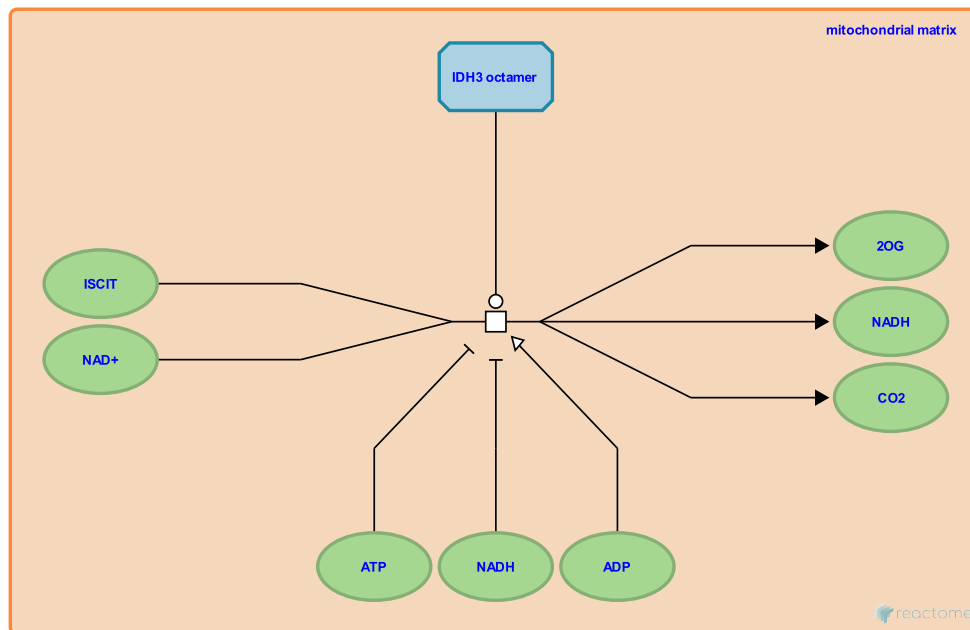 mitochondrial matrix
IDH3 octamer
ISCIT
NAD+
2OG
NADH
CO2
ATP
NADH
ADP
reactome